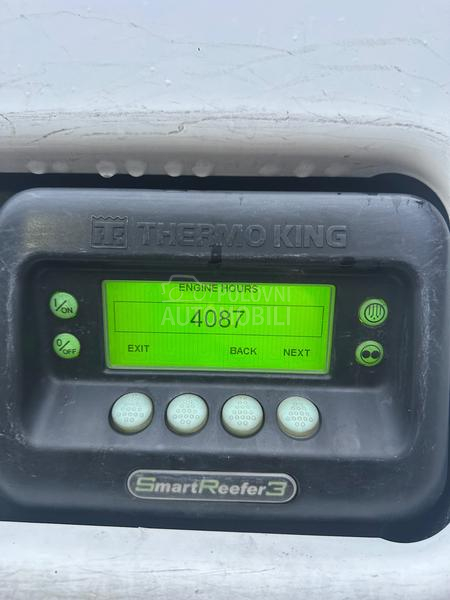 THERMO KING
ENGINE HOURS
POLOVNI
AUTOMOBILI
4087
EXIT BACK NEXT
I/ON
0/OFF
SmartReefer3